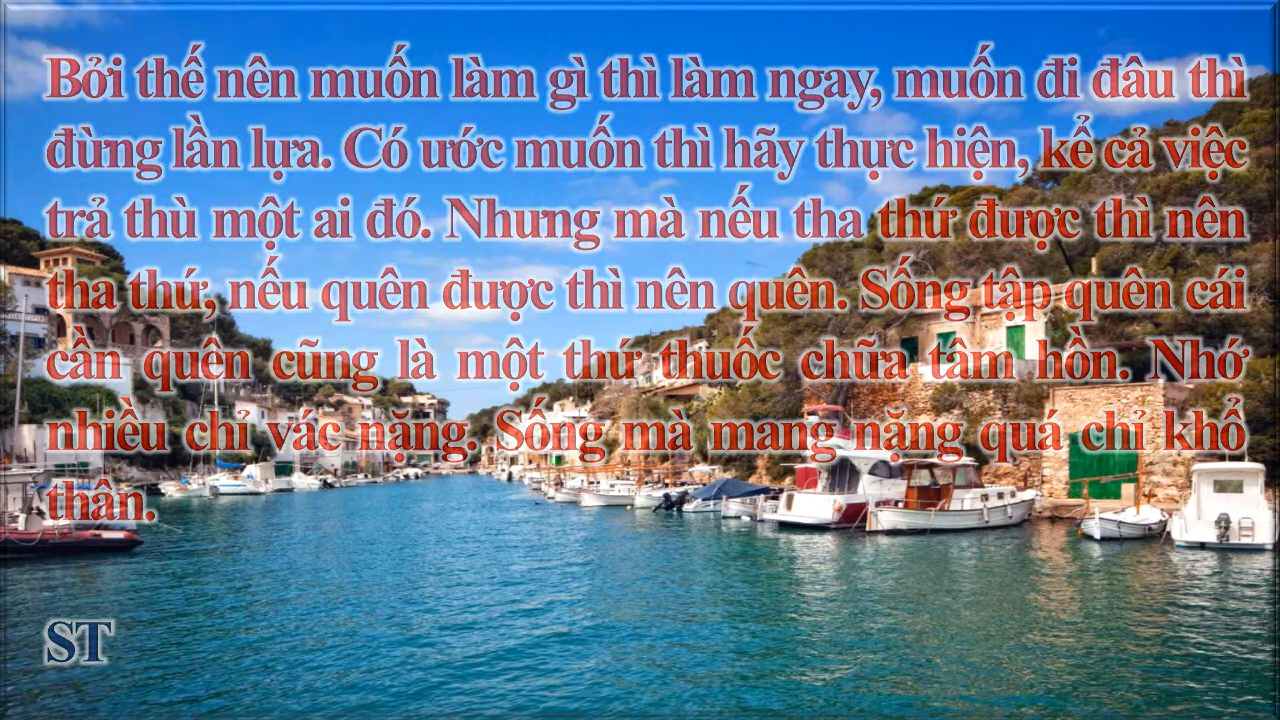 Bởi thế nên muốn làm gì thì làm ngay, muốn đi đâu thì
đừng lần lựa. Có ước muốn thì hãy thực hiện, kể cả việc
trả thù một ai đó. Nhưng mà nếu tha thứ được thì nên
tha thứ, nếu quên được thì nên quên. Sống tập quên cái
cần quên cũng là một thứ thuốc chữa tâm hồn. Nhớ
nhiều chỉ vác nặng. Sống mà mang nặng quá chỉ khổ
thân.
ST